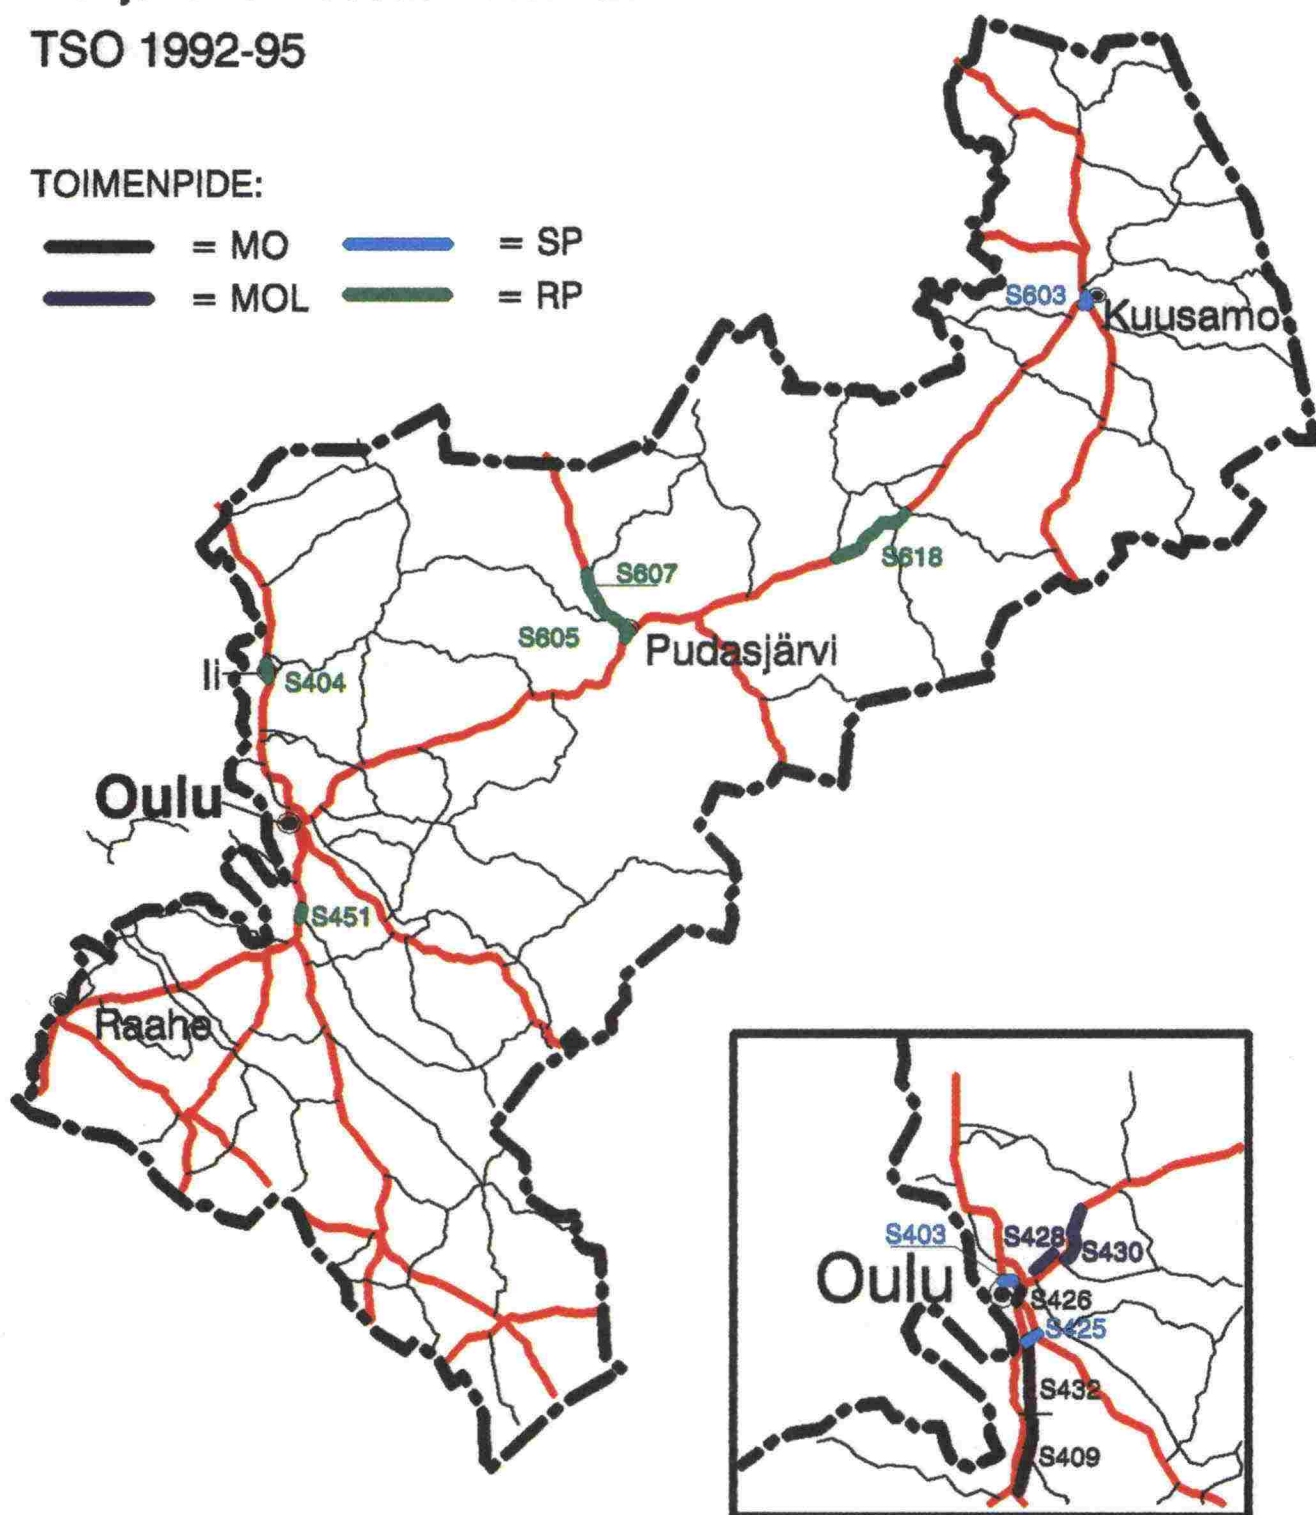 TSO 1992-95
TOIMENPIDE:
= MO = SP
= MOL = RP
S603
Kuusamo
S607
S618
S605
Pudasjärvi
Ii
S404
Oulu
S451
Raahe
S403
S428
S430
Oulu
S426
S425
S432
S409